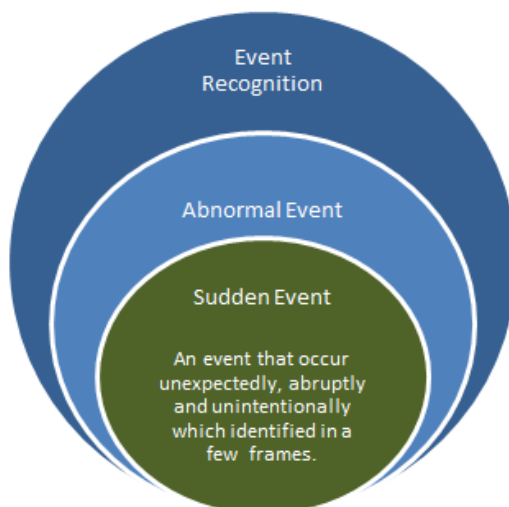 Event
Recognition
Abnormal Event
Sudden Event
An event that occur
unexpectedly, abruptly
and unintentionally
which identified in a
few frames.